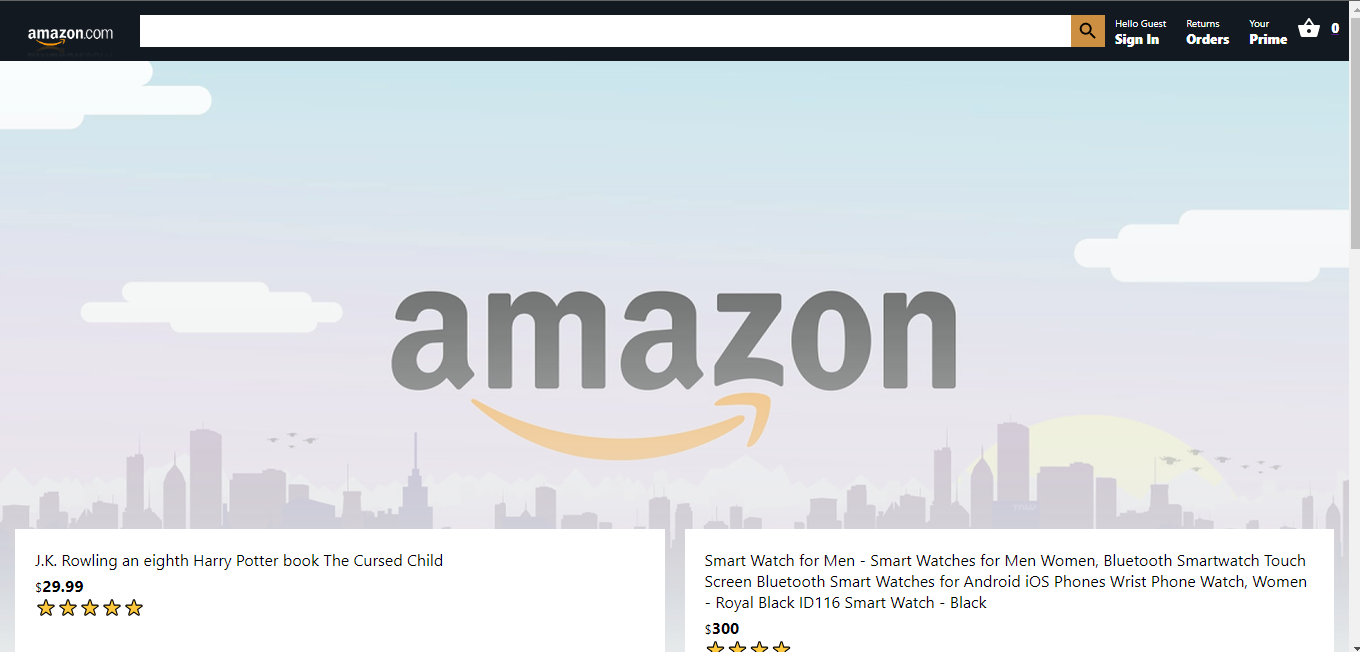 amazon.com
Hello Guest
Sign In
Returns
Orders
Your
Prime
0
amazon
J.K. Rowling an eighth Harry Potter book The Cursed Child
$29.99
Smart Watch for Men - Smart Watches for Men Women, Bluetooth Smartwatch Touch
Screen Bluetooth Smart Watches for Android iOS Phones Wrist Phone Watch, Women
- Royal Black ID116 Smart Watch - Black
$300